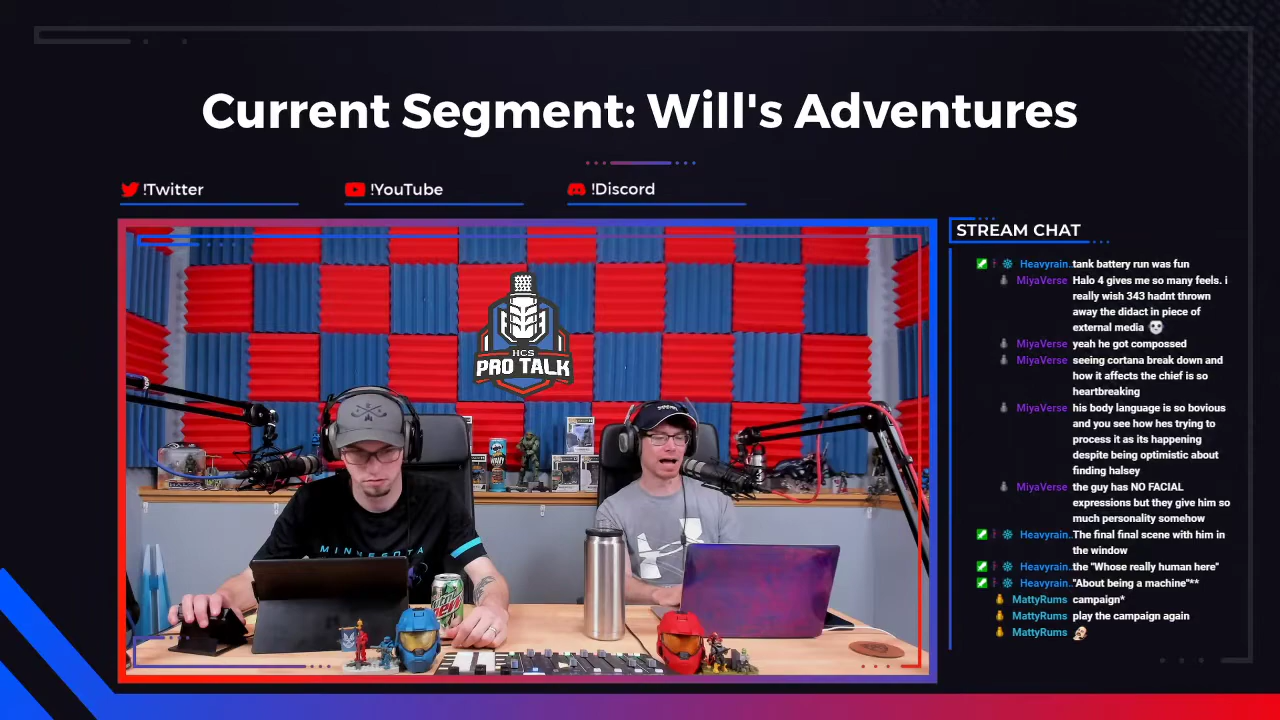 Current Segment: Will's Adventures
!Twitter
!YouTube
!Discord
STREAM CHAT
Heavyrain..tank battery run was fun
MiyaVerse Halo 4 gives me so many feels. i
really wish 343 hadnt thrown
away the didact in piece of
external media
MiyaVerse yeah he got compossed
MiyaVerse seeing cortana break down and
how it affects the chief is so
heartbreaking
MiyaVerse his body language is so bovious
and you see how hes trying to
process it as its happening
despite being optimistic about
finding halsey
MiyaVerse the guy has NO FACIAL
expressions but they give him so
much personality somehow
Heavyrain..The final final scene with him in
the window
Heavyrain..the "Whose really human here"
Heavyrain.."About being a machine"**
MattyRums campaign*
MattyRums play the campaign again
MattyRums
HCS
PRO TALK
MINNESOTA